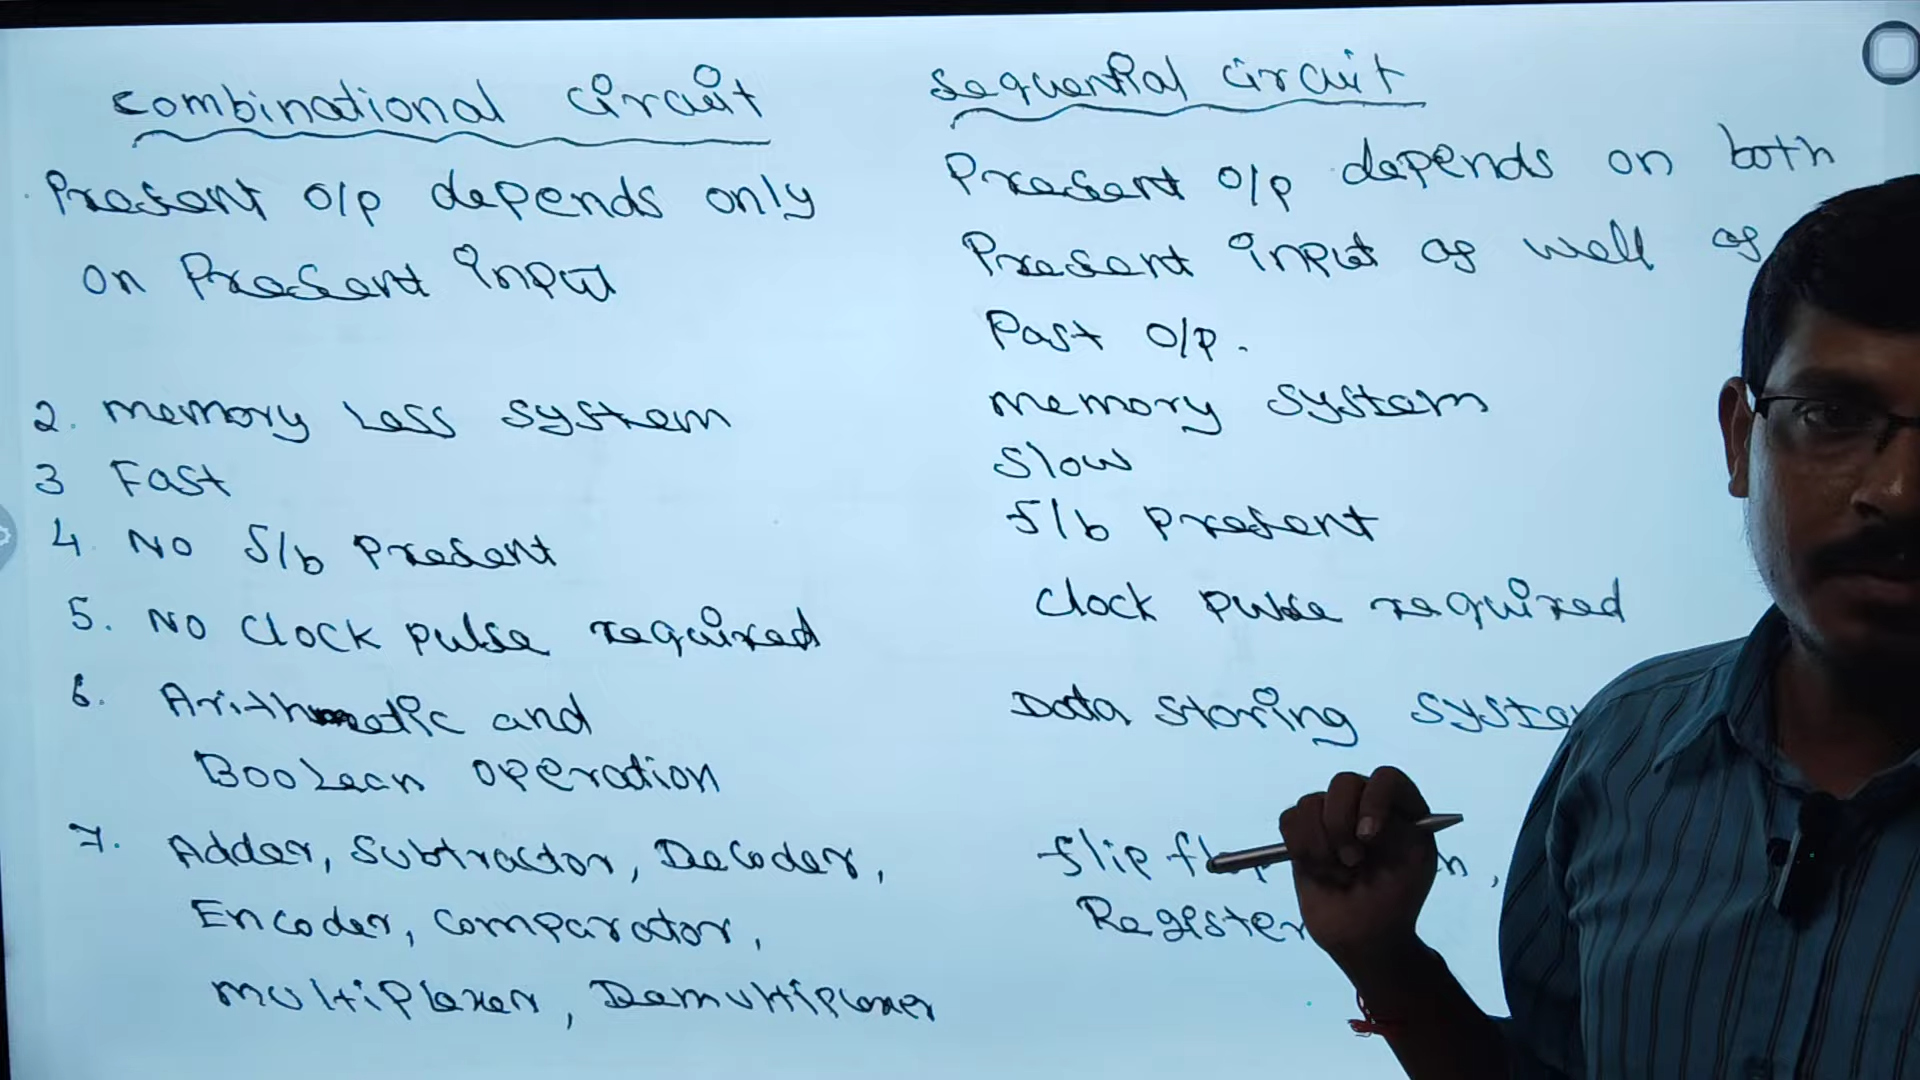 Combinational circuit
Present o/p depends only
on Present input
2. memory Less system
3 Fast
4. No f/b present
5. No clock pulse required
6. Arithmetic and
Boolean operation
7. Adder, Subtractor, Decoder,
Encoder, comparator,
multiplexer, Demultiplexer
Sequential circuit
Present o/p depends on both
Present input as well as
Past o/p.
memory system
Slow
f/b present
clock pulse required
Data storing
flip
Register